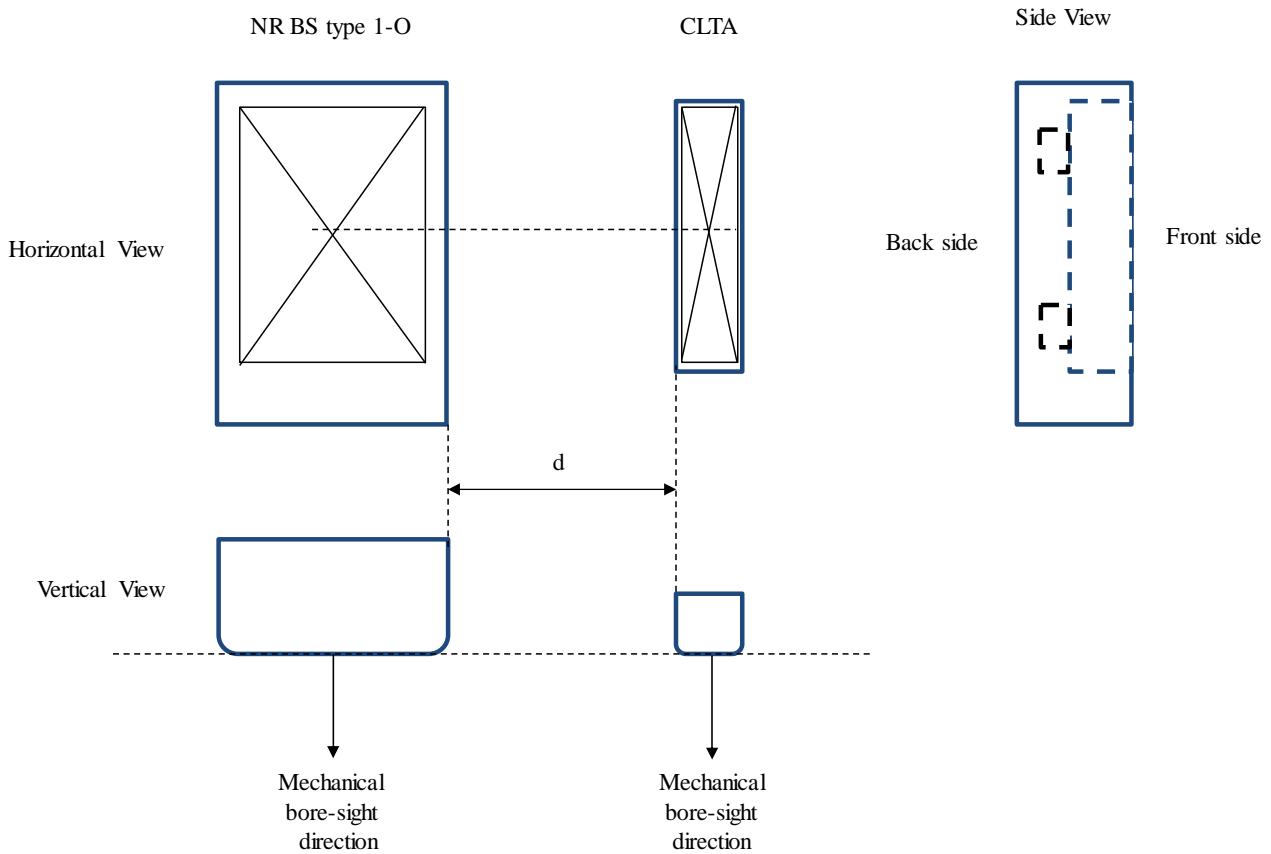 NR BS type 1-O
CLTA
Side View
Horizontal View
Back side
Front side
d
Vertical View
Mechanical
bore-sight
direction
Mechanical
bore-sight
direction